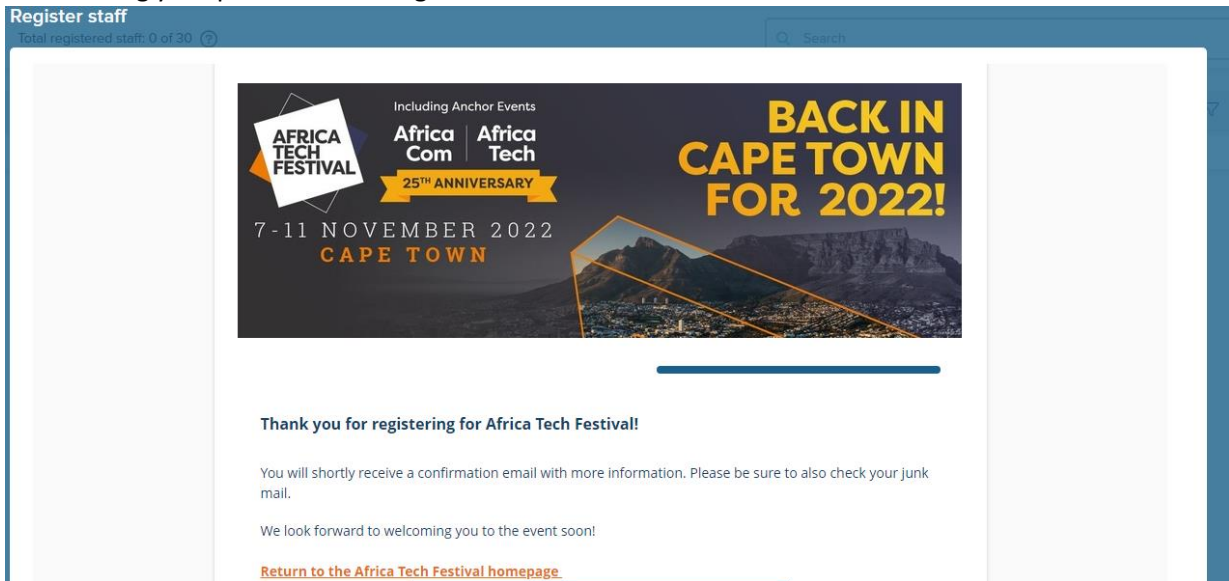 Register staff
Total registered staff: 0 of 30 ?
Search
AFRICA
TECH
FESTIVAL
Including Anchor Events
Africa Com | Africa Tech
25TH ANNIVERSARY
7-11 NOVEMBER 2022
CAPE TOWN
BACK IN
CAPE TOWN
FOR 2022!
Thank you for registering for Africa Tech Festival!
You will shortly receive a confirmation email with more information. Please be sure to also check your junk
mail.
We look forward to welcoming you to the event soon!
Return to the Africa Tech Festival homepage